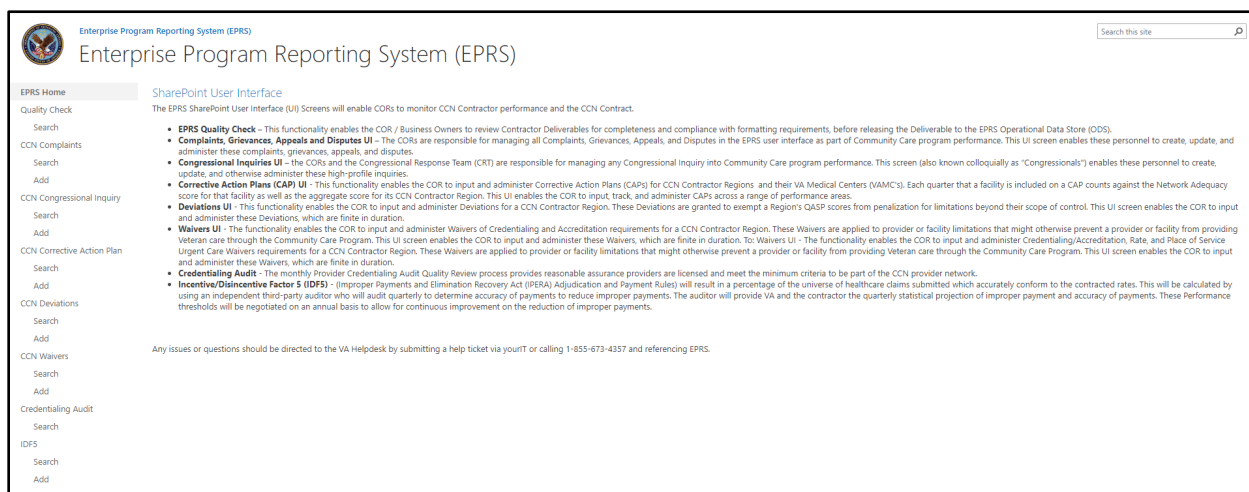 Enterprise Program Reporting System (EPRS)
Search this site
Enterprise Program Reporting System (EPRS)
EPRS Home
Quality Check
Search
CCN Complaints
Search
Add
CCN Congressional Inquiry
Search
Add
CCN Corrective Action Plan
Search
Add
CCN Deviations
Search
Add
CCN Waivers
Search
Add
Credentialing Audit
Search
IDF5
Search
Add
SharePoint User Interface
The EPRS SharePoint User Interface (UI) Screens will enable CORs to monitor CCN Contractor performance and the CCN Contract.
• EPRS Quality Check – This functionality enables the COR / Business Owners to review Contractor Deliverables for completeness and compliance with formatting requirements, before releasing the Deliverable to the EPRS Operational Data Store (ODS).
• Complaints, Grievances, Appeals and Disputes UI – The CORs are responsible for managing all Complaints, Grievances, Appeals, and Disputes in the EPRS user interface as part of Community Care program performance. This UI screen enables these personnel to create, update, and
administer these complaints, grievances, appeals, and disputes.
• Congressional Inquiries UI – the CORs and the Congressional Response Team (CRT) are responsible for managing any Congressional Inquiry into Community Care program performance. This screen (also known colloquially as "Congressionals") enables these personnel to create,
update, and otherwise administer these high-profile inquiries.
• Corrective Action Plans (CAP) UI - This functionality enables the COR to input and administer Corrective Action Plans (CAPs) for CCN Contractor Regions and their VA Medical Centers (VAMC's). Each quarter that a facility is included on a CAP counts against the Network Adequacy
score for that facility as well as the aggregate score for its CCN Contractor Region. This UI enables the COR to input, track, and administer CAPs across a range of performance areas.
• Deviations UI - This functionality enables the COR to input and administer Deviations for a CCN Contractor Region. These Deviations are granted to exempt a Region's QASP scores from penalization for limitations beyond their scope of control. This UI screen enables the COR to input
and administer these Deviations, which are finite in duration.
• Waivers UI - The functionality enables the COR to input and administer Waivers of Credentialing and Accreditation requirements for a CCN Contractor Region. These Waivers are applied to provider or facility limitations that might otherwise prevent a provider or facility from providing
Veteran care through the Community Care Program. This UI screen enables the COR to input and administer these Waivers, which are finite in duration. To: Waivers UI - The functionality enables the COR to input and administer Credentialing/Accreditation, Rate, and Place of Service
Urgent Care Waivers requirements for a CCN Contractor Region. These Waivers are applied to provider or facility limitations that might otherwise prevent a provider or facility from providing Veteran care through the Community Care Program. This UI screen enables the COR to input
and administer these Waivers, which are finite in duration.
• Credentialing Audit - The monthly Provider Credentialing Audit Quality Review process provides reasonable assurance providers are licensed and meet the minimum criteria to be part of the CCN provider network.
• Incentive/Disincentive Factor 5 (IDF5) - (Improper Payments and Elimination Recovery Act (IPERA) Adjudication and Payment Rules) will result in a percentage of the universe of healthcare claims submitted which accurately conform to the contracted rates. This will be calculated by
using an independent third-party auditor who will audit quarterly to determine accuracy of payments to reduce improper payments. The auditor will provide VA and the contractor the quarterly statistical projection of improper payment and accuracy of payments. These Performance
thresholds will be negotiated on an annual basis to allow for continuous improvement on the reduction of improper payments.
Any issues or questions should be directed to the VA Helpdesk by submitting a help ticket via yourIT or calling 1-855-673-4357 and referencing EPRS.